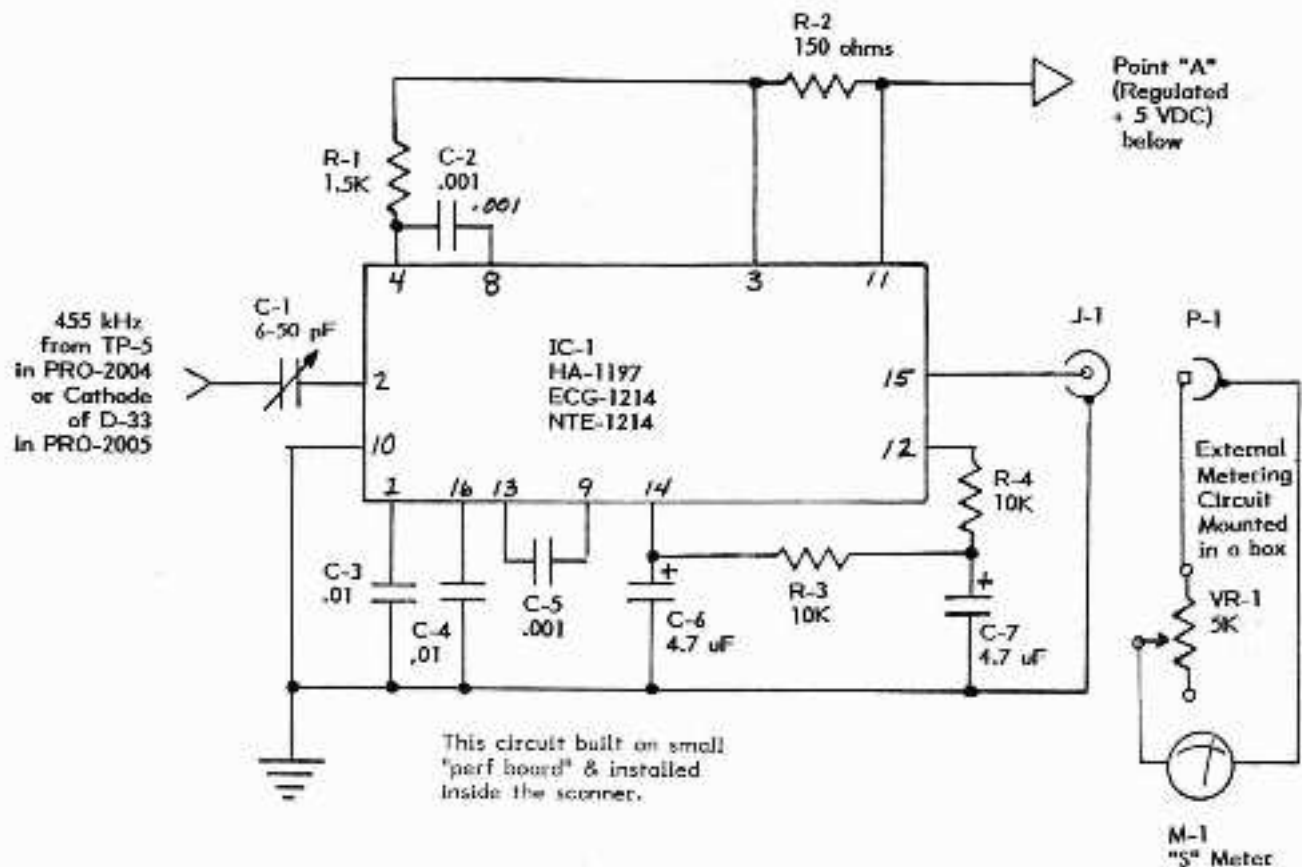 R-2
150 ohms
Point "A"
(Regulated
+ 5 VDC)
below
R-1
1.5K
C-2
.001
.001
4
8
3
11
455 kHz
from TP-5
in PRO-2004
or Cathode
of D-33
in PRO-2005
C-1
6-50 pF
2
IC-1
HA-1197
ECG-1214
NTE-1214
15
J-1
P-1
10
12
1
16
13
9
14
R-4
10K
External
Metering
Circuit
Mounted
in a box
C-3
.01
C-4
.01
C-5
.001
+
C-6
4.7 uF
R-3
10K
+
C-7
4.7 uF
VR-1
5K
This circuit built on small
"perf board" & installed
inside the scanner.
M-1
"S" Meter